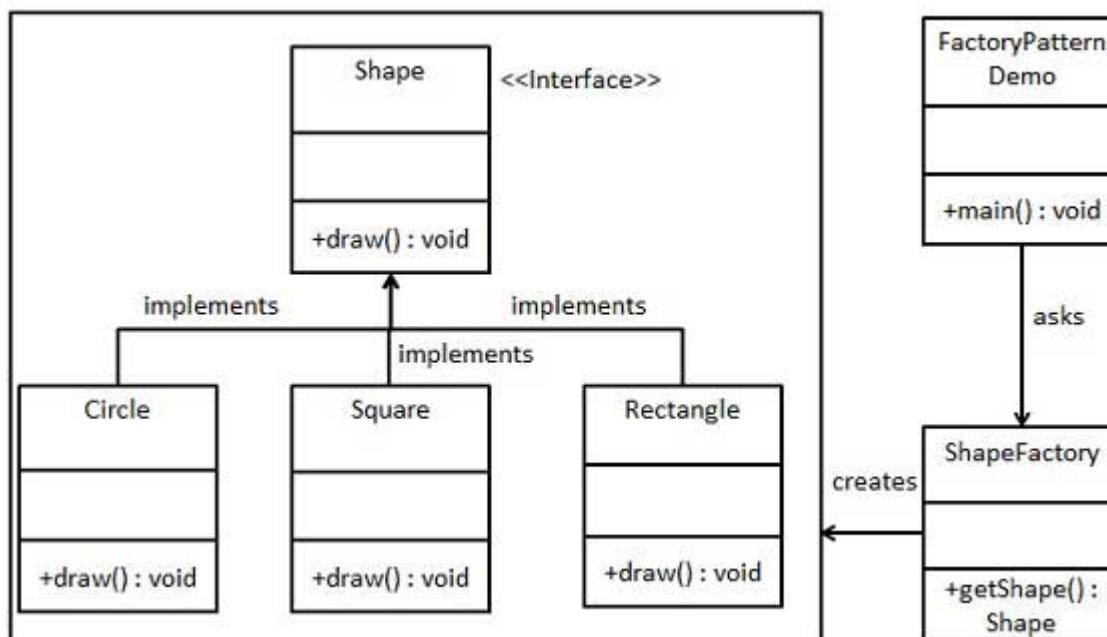 Shape
<<Interface>>
+draw() : void
implements
implements
implements
Circle
+draw() : void
Square
+draw() : void
Rectangle
+draw() : void
FactoryPattern
Demo
+main() : void
asks
ShapeFactory
+getShape() :
Shape
creates